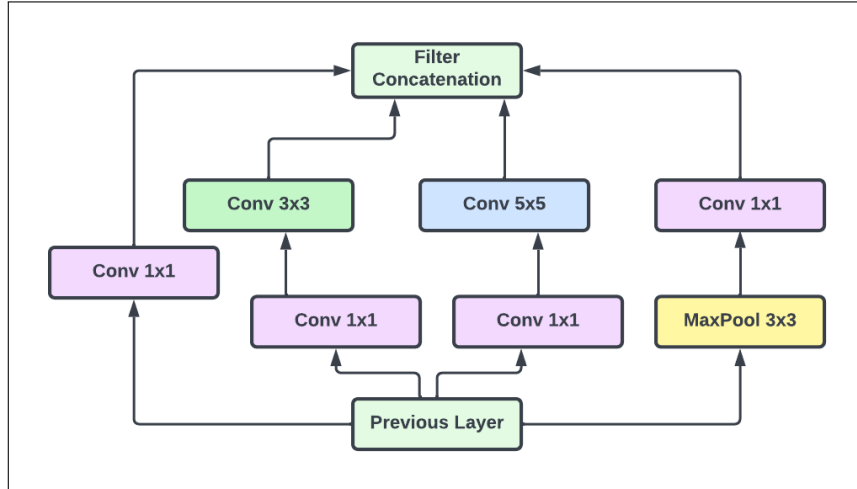 Filter
Concatenation
Conv 3x3
Conv 5x5
Conv 1x1
Conv 1x1
Conv 1x1
Conv 1x1
MaxPool 3x3
Previous Layer